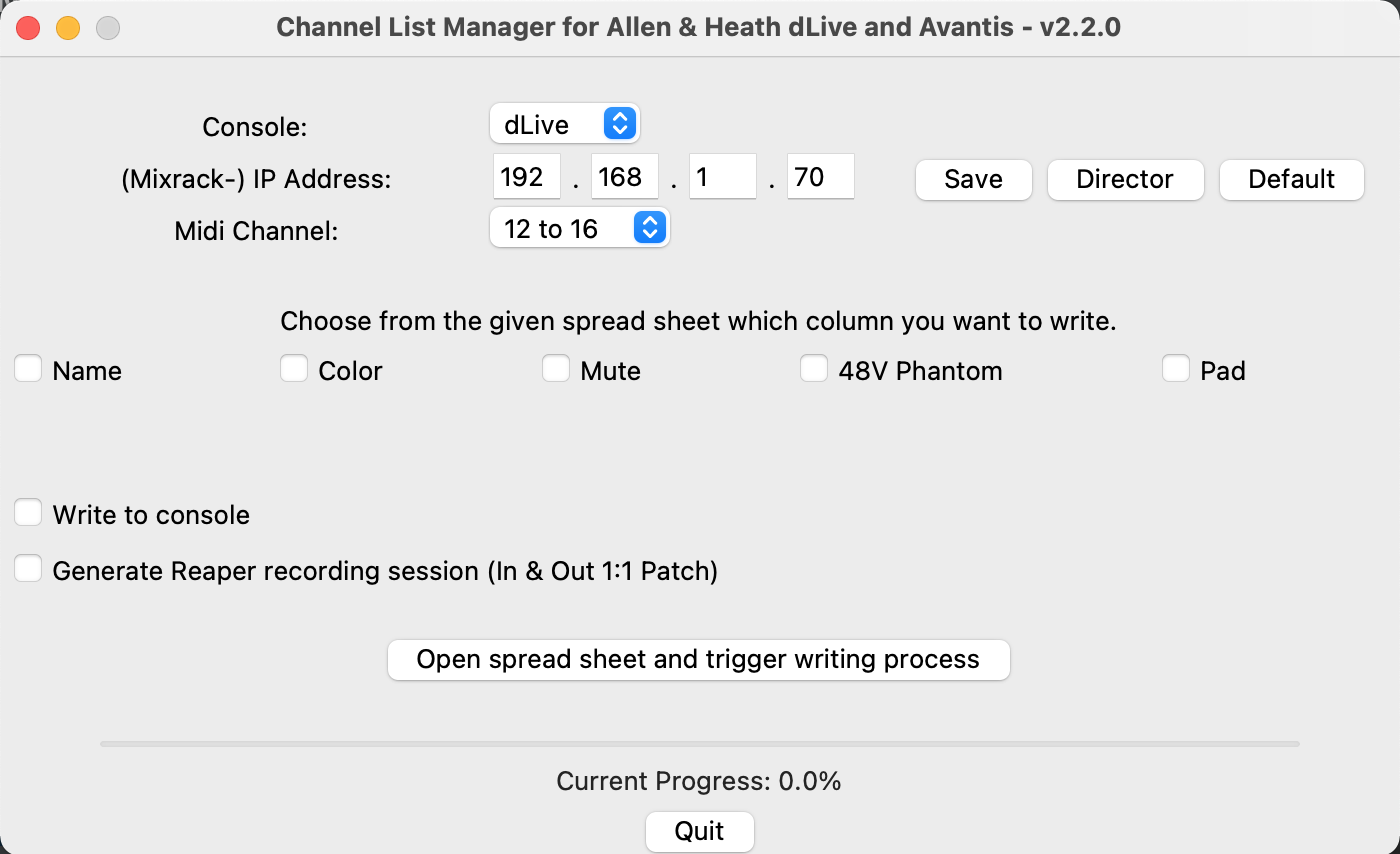 Channel List Manager for Allen & Heath dLive and Avantis - v2.2.0
Console: dLive
(Mixrack-) IP Address: 192 . 168 . 1 . 70 Save Director Default
Midi Channel: 12 to 16
Choose from the given spread sheet which column you want to write.
Name Color Mute 48V Phantom Pad
Write to console
Generate Reaper recording session (In & Out 1:1 Patch)
Open spread sheet and trigger writing process
Current Progress: 0.0%
Quit